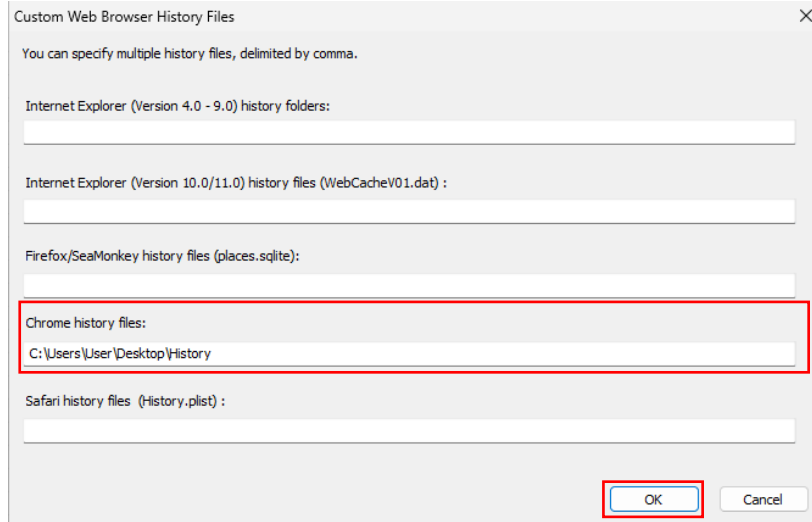 Custom Web Browser History Files
You can specify multiple history files, delimited by comma.
Internet Explorer (Version 4.0 - 9.0) history folders:
Internet Explorer (Version 10.0/11.0) history files (WebCacheV01.dat) :
Firefox/SeaMonkey history files (places.sqlite):
Chrome history files:
C:\Users\User\Desktop\History
Safari history files  (History.plist) :
OK Cancel